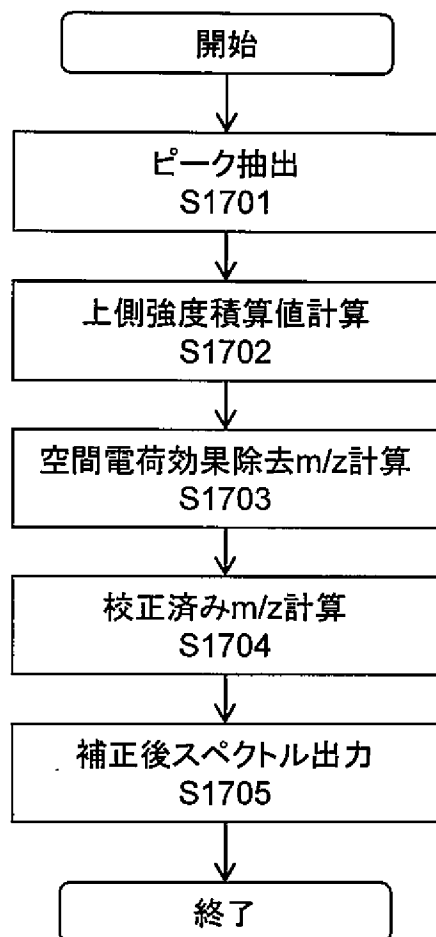 開始
ピーク抽出
S1701
上側強度積算値計算
S1702
空間電荷効果除去m/z計算
S1703
校正済みm/z計算
S1704
補正後スペクトル出力
S1705
終了